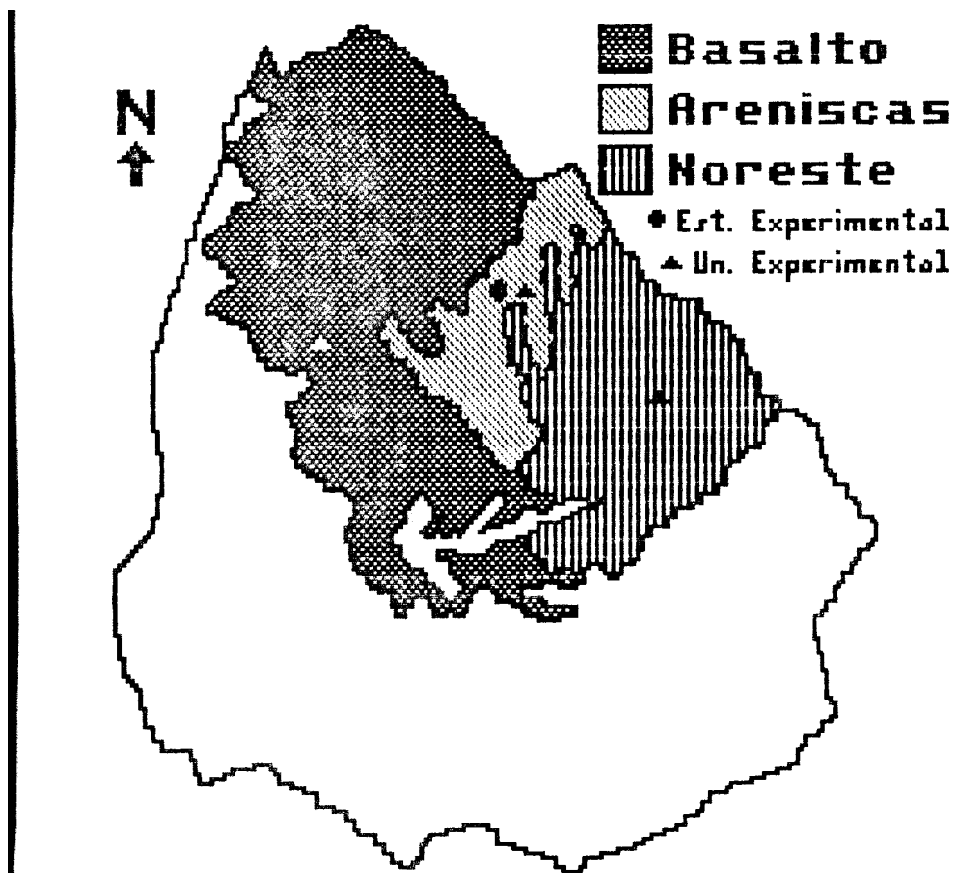 Basalto
Areniscas
N
Noreste
Est. Experimental
Un. Experimental